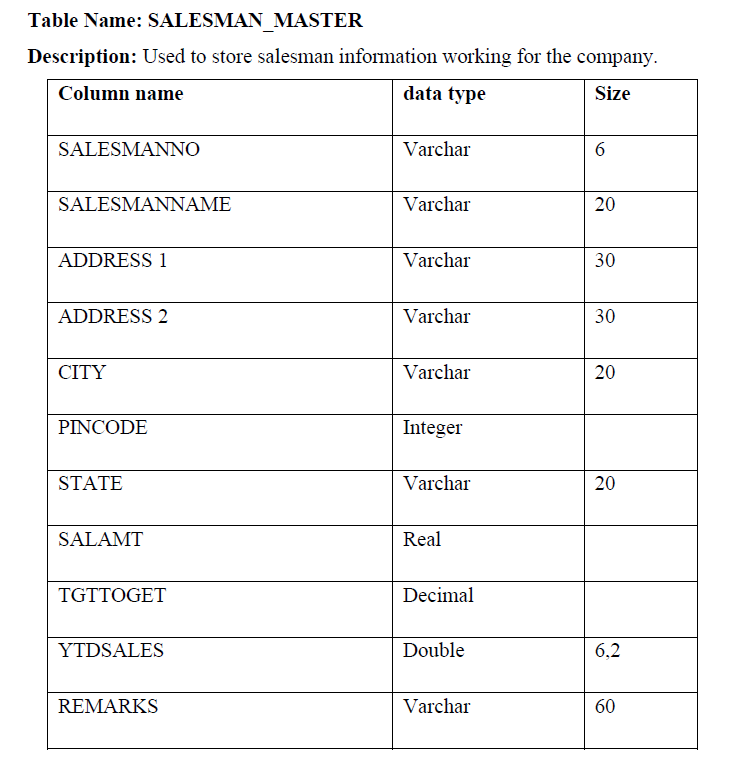 Table Name: SALESMAN_MASTER
Description: Used to store salesman information working for the company.
Column name data type Size
SALESMANNO Varchar 6
SALESMANNAME Varchar 20
ADDRESS 1 Varchar 30
ADDRESS 2 Varchar 30
CITY Varchar 20
PINCODE Integer
STATE Varchar 20
SALAMT Real
TGTTOGET Decimal
YTDSALES Double 6,2
REMARKS Varchar 60